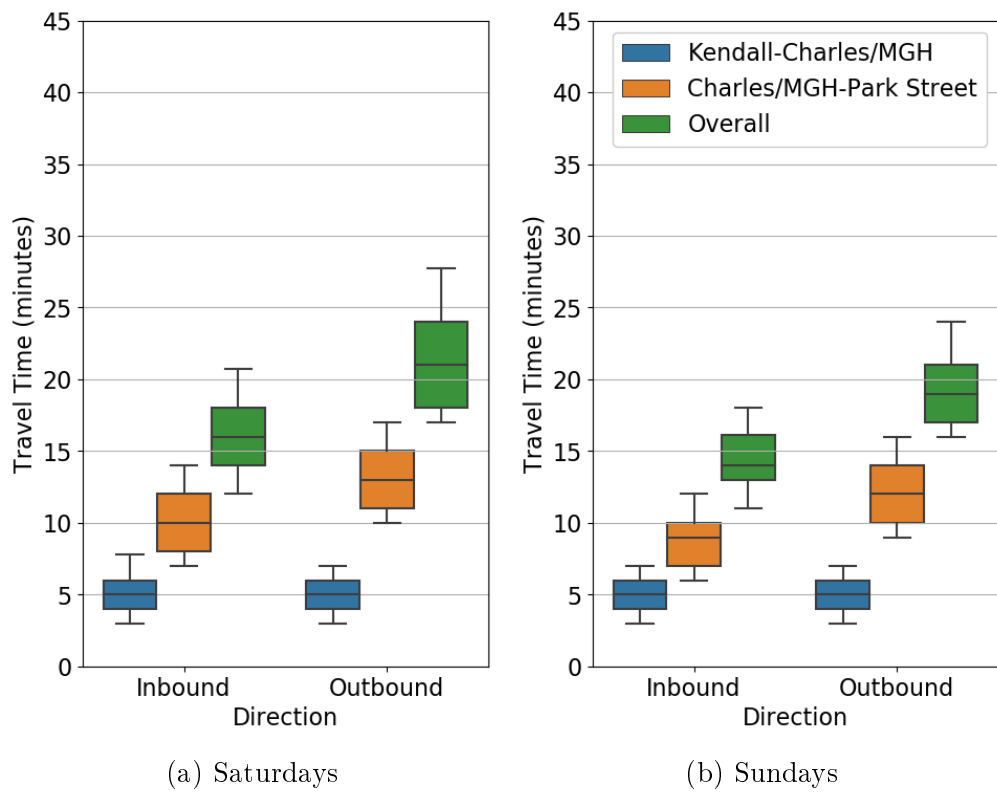 45
40
35
30
25
20
15
10
5
0
Travel Time (minutes)
Inbound Outbound
Direction
(a) Saturdays
45
40
35
30
25
20
15
10
5
0
Travel Time (minutes)
Kendall-Charles/MGH
Charles/MGH-Park Street
Overall
Inbound Outbound
Direction
(b) Sundays